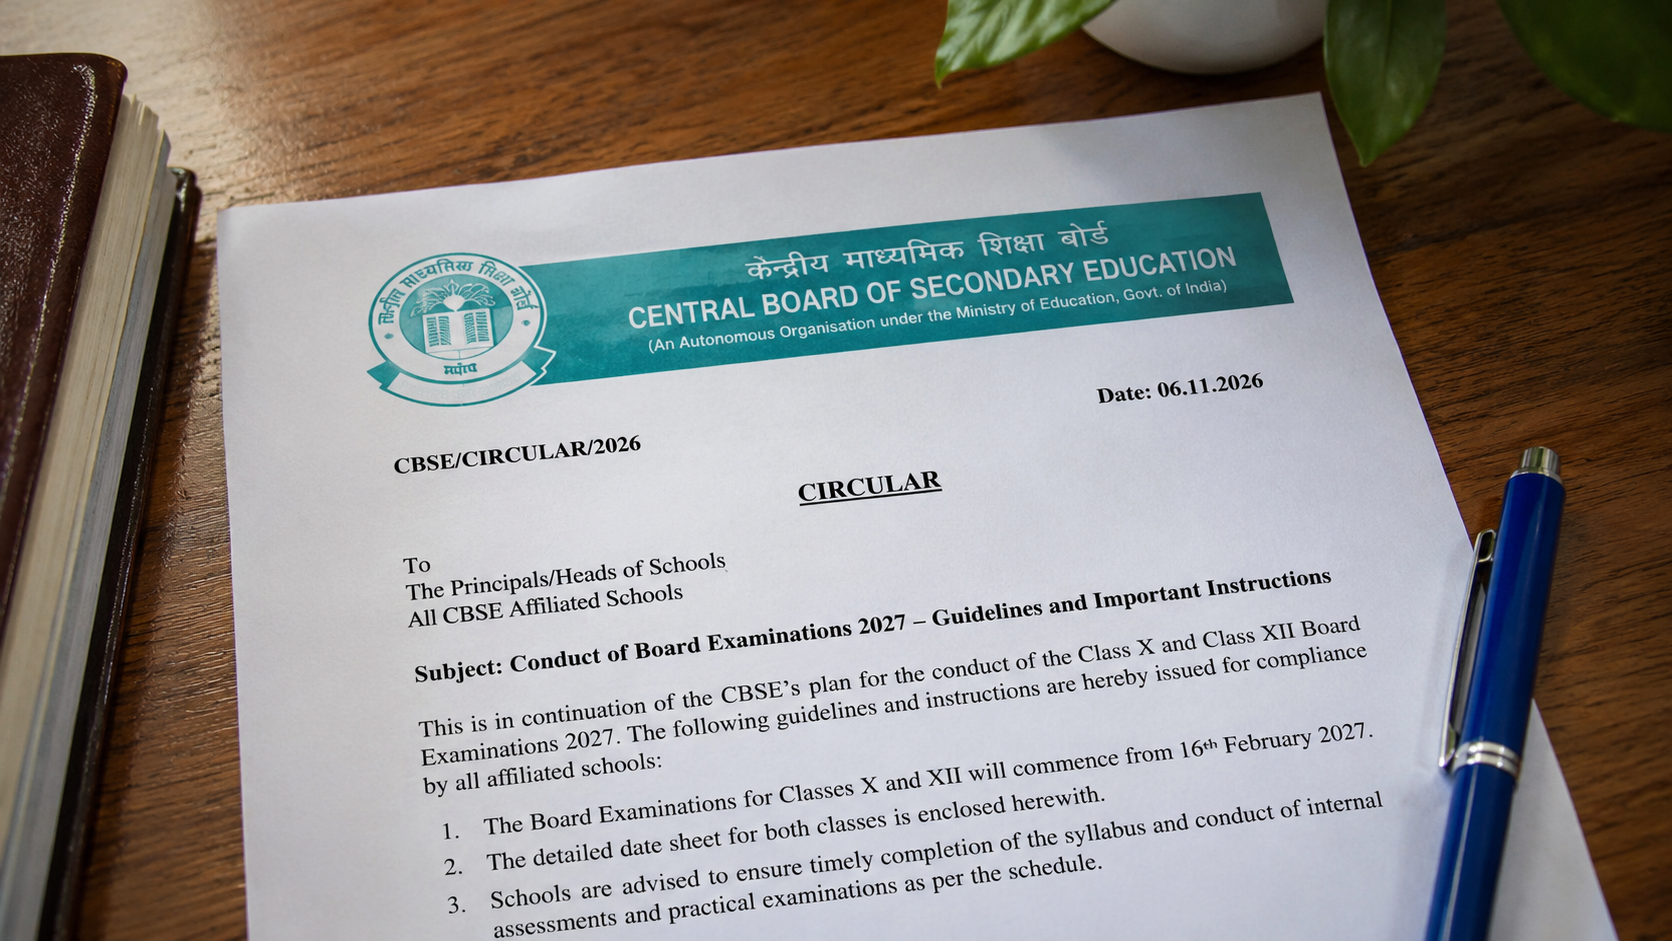 केन्द्रीय माध्यमिक शिक्षा बोर्ड
CENTRAL BOARD OF SECONDARY EDUCATION
(An Autonomous Organisation under the Ministry of Education, Govt. of India)
Date: 06.11.2026
CBSE/CIRCULAR/2026
CIRCULAR
To
The Principals/Heads of Schools
All CBSE Affiliated Schools
Subject: Conduct of Board Examinations 2027 – Guidelines and Important Instructions
This is in continuation of the CBSE’s plan for the conduct of the Class X and Class XII Board
Examinations 2027. The following guidelines and instructions are hereby issued for compliance
by all affiliated schools:
1. The Board Examinations for Classes X and XII will commence from 16th February 2027.
2. The detailed date sheet for both classes is enclosed herewith.
3. Schools are advised to ensure timely completion of the syllabus and conduct of internal
assessments and practical examinations as per the schedule.